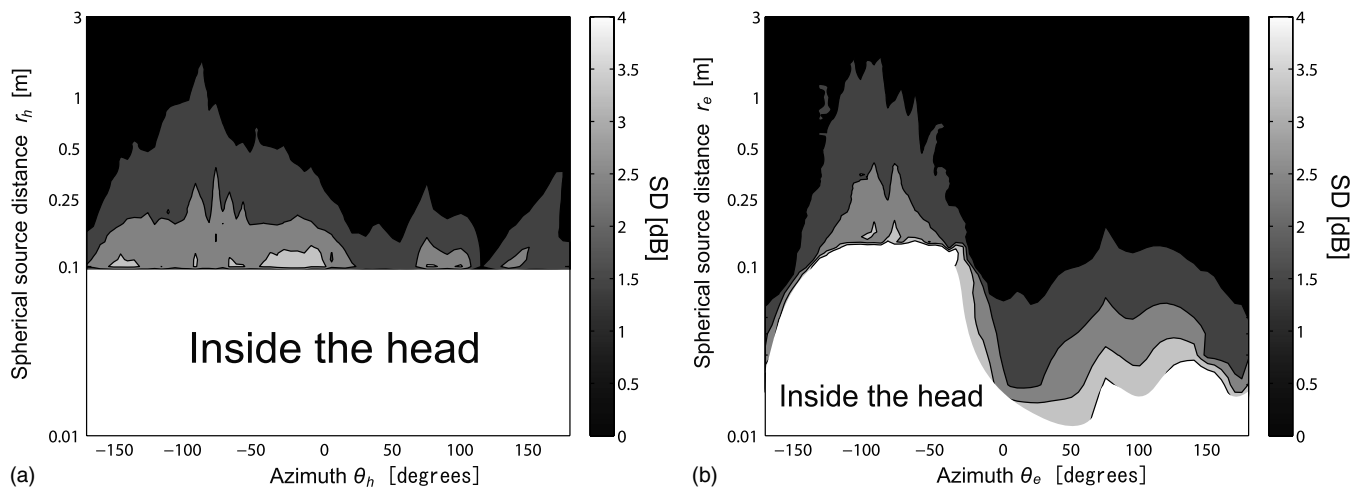 3
1
0.5
0.25
0.1
0.01
Spherical source distance r_h [m]
Inside the head
−150 −100 −50 0 50 100 150
Azimuth θ_h [degrees]
(a)
4
3.5
3
2.5
2
1.5
1
0.5
0
SD [dB]
3
1
0.5
0.25
0.1
0.01
Spherical source distance r_e [m]
Inside the head
−150 −100 −50 0 50 100 150
Azimuth θ_e [degrees]
(b)
4
3.5
3
2.5
2
1.5
1
0.5
0
SD [dB]